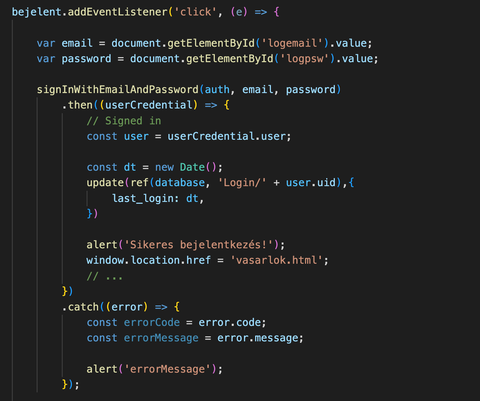 bejelent.addEventListener('click', (e) => {
var email = document.getElementById('logemail').value;
var password = document.getElementById('logpsw').value;
signInWithEmailAndPassword(auth, email, password)
.then((userCredential) => {
// Signed in
const user = userCredential.user;
const dt = new Date();
update(ref(database, 'Login/' + user.uid),{
last_login: dt,
})
alert('Sikeres bejelentkezés!');
window.location.href = 'vasarlok.html';
// ...
})
.catch((error) => {
const errorCode = error.code;
const errorMessage = error.message;
alert('errorMessage');
});